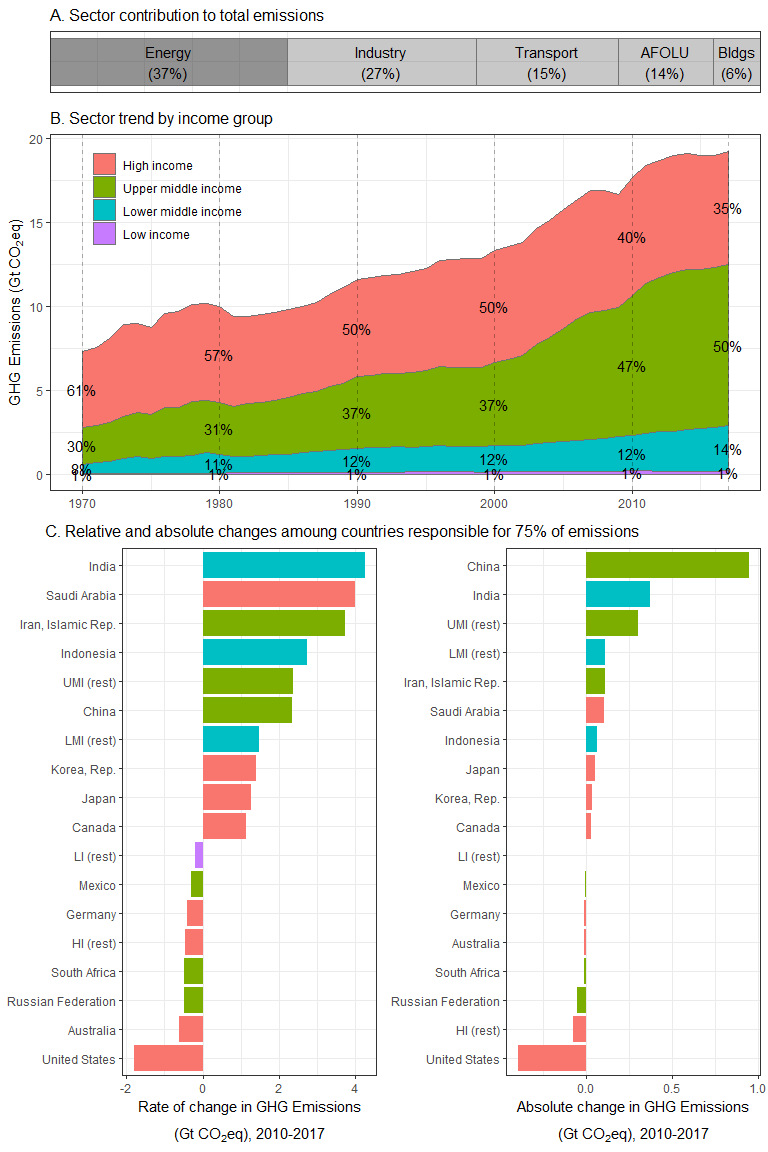 A. Sector contribution to total emissions
Energy Industry Transport AFOLU Bldgs
(37%) (27%) (15%) (14%) (6%)
B. Sector trend by income group
GHG Emissions (Gt CO₂eq)
20
15
10
5
0
High income
Upper middle income
Lower middle income
Low income
61% 57% 50% 50% 40% 35%
30% 31% 37% 37% 47% 50%
8% 11% 12% 12% 12% 14%
1% 1% 1% 1% 1% 1%
1970 1980 1990 2000 2010
C. Relative and absolute changes amoung countries responsible for 75% of emissions
India
Saudi Arabia
Iran, Islamic Rep.
Indonesia
UMI (rest)
China
LMI (rest)
Korea, Rep.
Japan
Canada
LI (rest)
Mexico
Germany
HI (rest)
South Africa
Russian Federation
Australia
United States
-2 0 2 4
Rate of change in GHG Emissions
(Gt CO₂eq), 2010-2017
China
India
UMI (rest)
LMI (rest)
Iran, Islamic Rep.
Saudi Arabia
Indonesia
Japan
Korea, Rep.
Canada
LI (rest)
Mexico
Germany
Australia
South Africa
Russian Federation
HI (rest)
United States
0.0 0.5 1.0
Absolute change in GHG Emissions
(Gt CO₂eq), 2010-2017